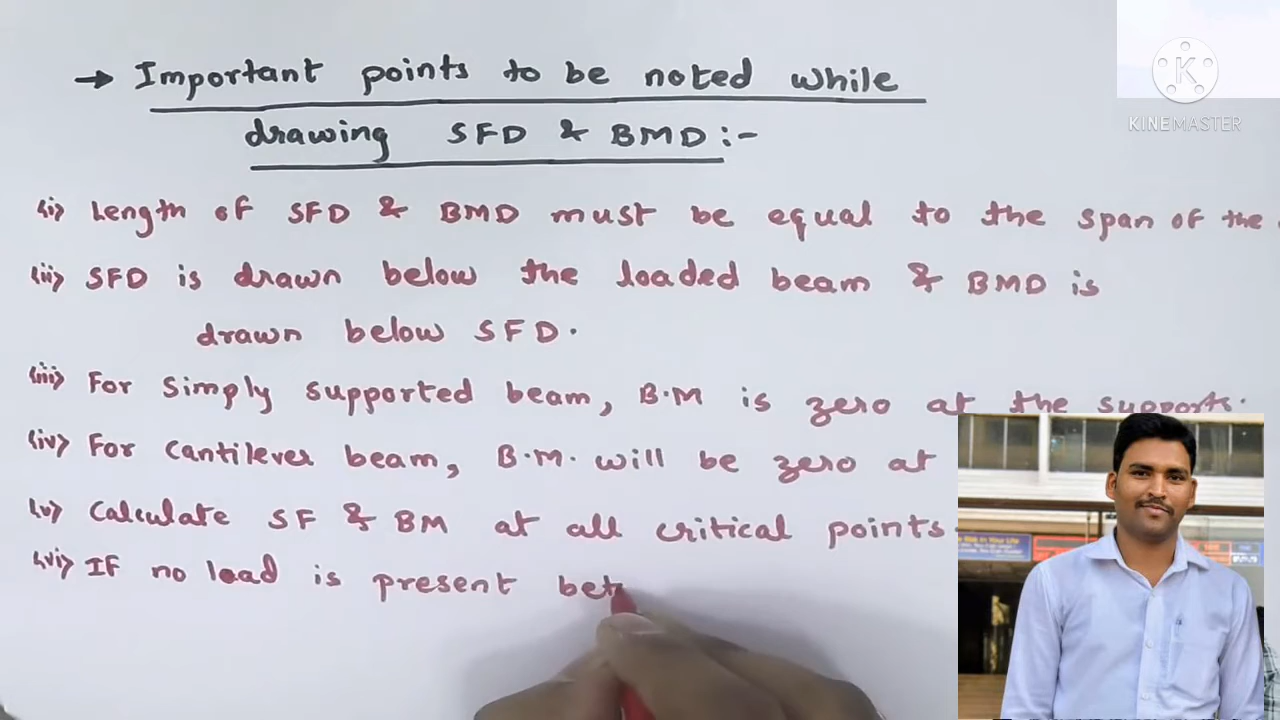 → Important points to be noted while
drawing SFD & BMD:-
(i) Length of SFD & BMD must be equal to the span of the
(ii) SFD is drawn below the loaded beam & BMD is
drawn below SFD.
(iii) For simply supported beam, B.M is zero at the supports.
(iv) For cantilever beam, B.M. will be zero at
(v) Calculate SF & BM at all critical points
(vi) If no load is present bet
K
KINEMASTER